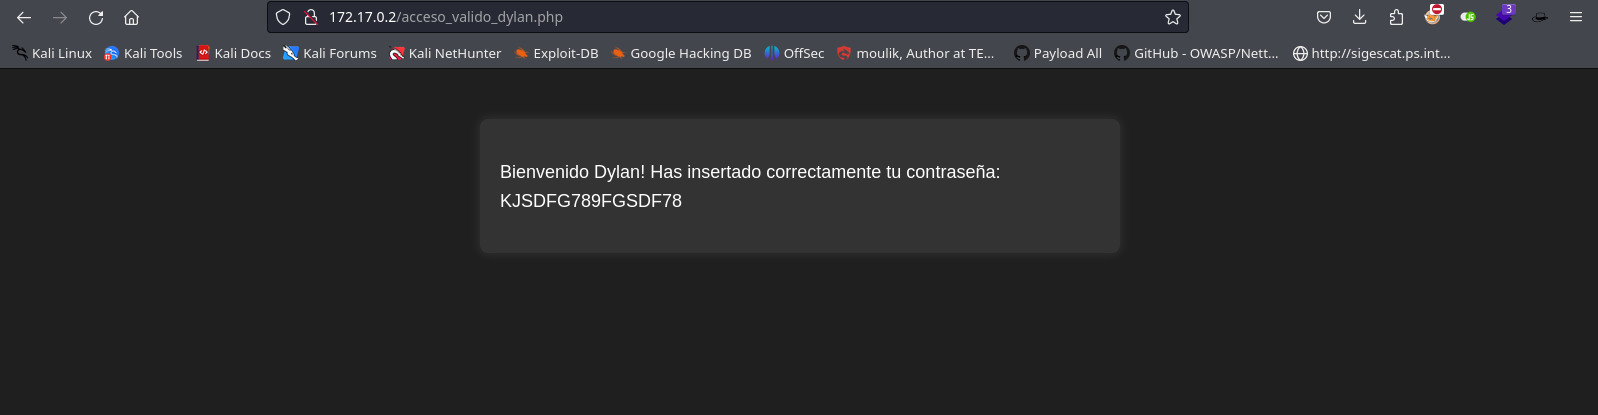 172.17.0.2/acceso_valido_dylan.php
3
Kali Linux Kali Tools Kali Docs Kali Forums Kali NetHunter Exploit-DB Google Hacking DB OffSec moulik, Author at TE... Payload All GitHub - OWASP/Nett... http://sigescat.ps.int...
Bienvenido Dylan! Has insertado correctamente tu contraseña:
KJSDFG789FGSDF78